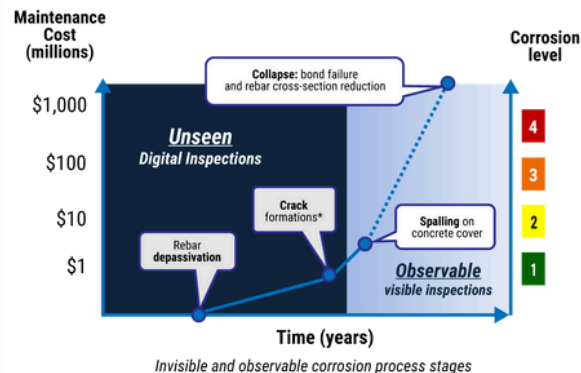 Maintenance
Cost
(millions)
Corrosion
level
Collapse: bond failure
and rebar cross-section reduction
$1,000
$100
$10
$1
Unseen
Digital Inspections
4
3
2
1
Crack
formations*
Spalling on
concrete cover
Rebar
depassivation
Observable
visible inspections
Time (years)
Invisible and observable corrosion process stages